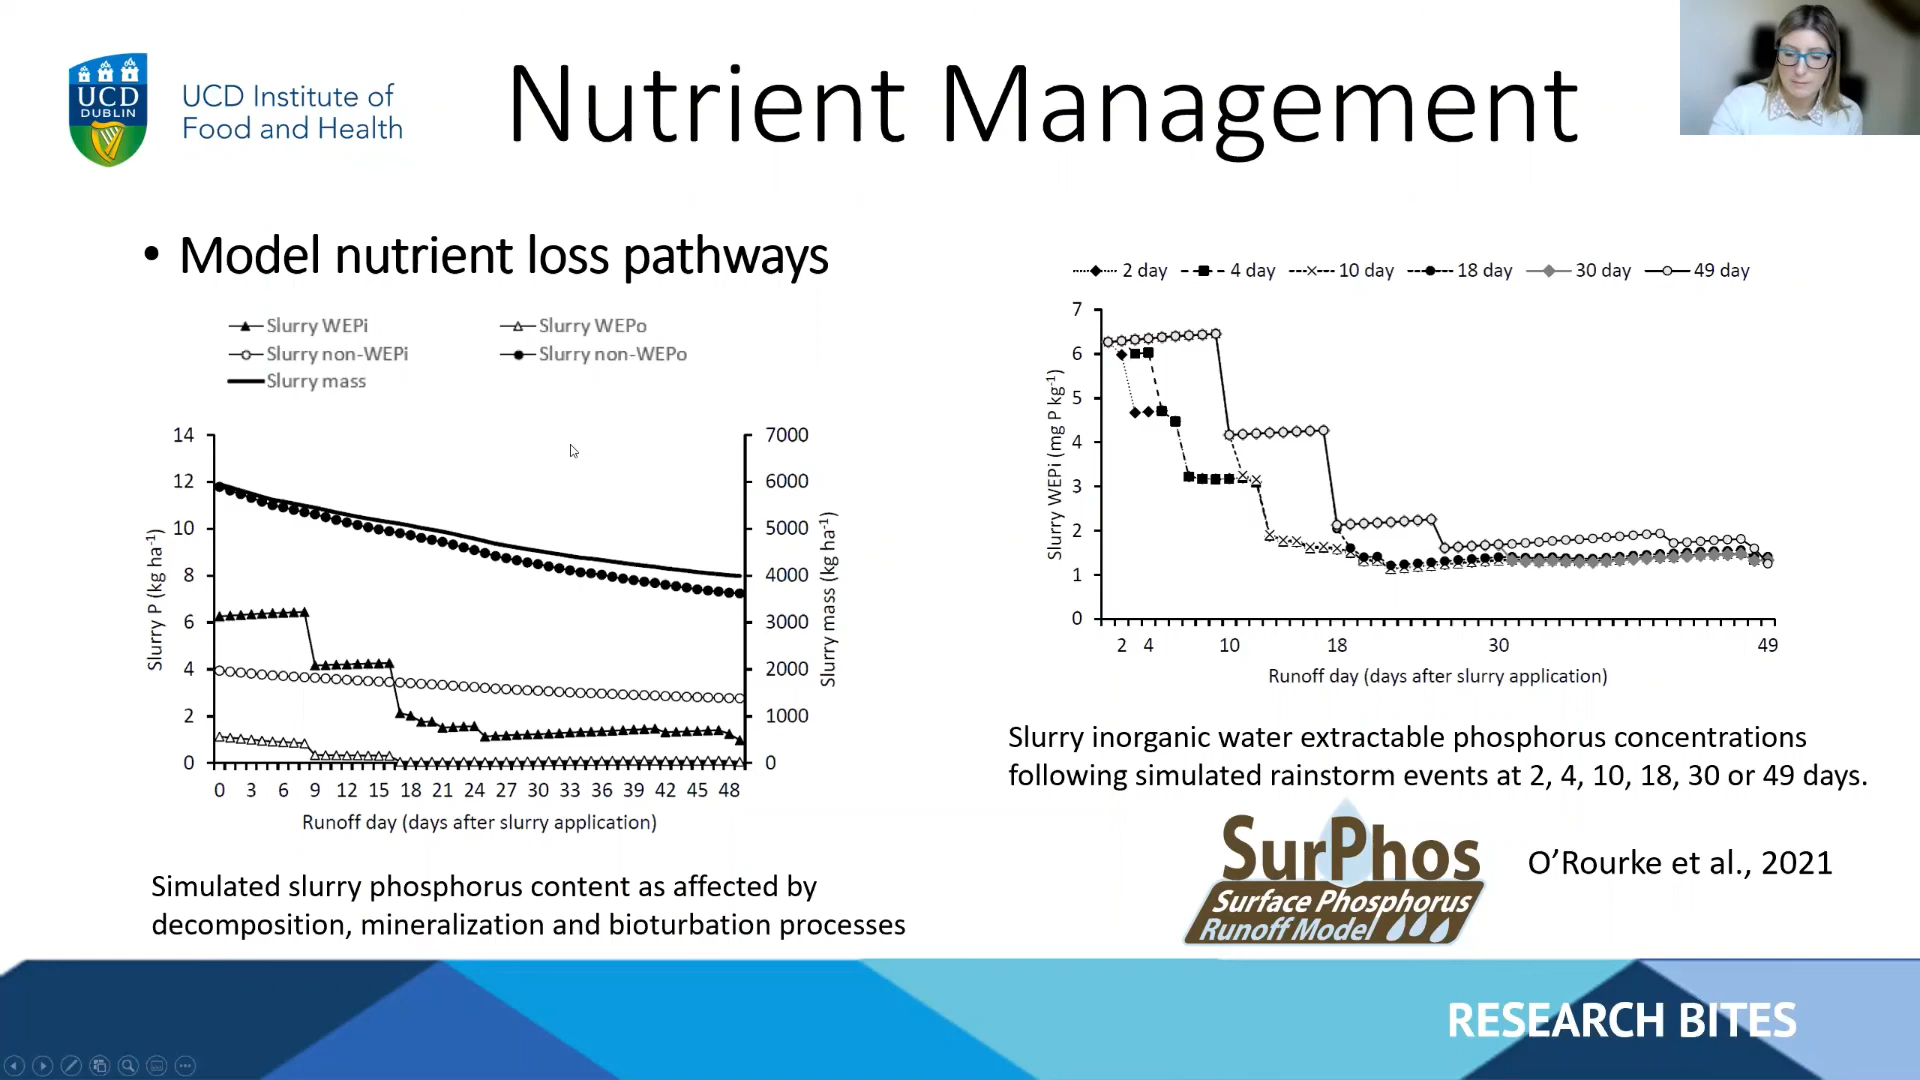 UCD
DUBLIN
UCD Institute of
Food and Health
Nutrient Management
• Model nutrient loss pathways
Slurry WEPi
Slurry WEPo
Slurry non-WEPi
Slurry non-WEPo
Slurry mass
14
12
10
8
6
4
2
0
Slurry P (kg ha⁻¹)
7000
6000
5000
4000
3000
2000
1000
0
Slurry mass (kg ha⁻¹)
0 3 6 9 12 15 18 21 24 27 30 33 36 39 42 45 48
Runoff day (days after slurry application)
Simulated slurry phosphorus content as affected by
decomposition, mineralization and bioturbation processes
2 day 4 day 10 day 18 day 30 day 49 day
7
6
5
4
3
2
1
0
Slurry WEPi (mg P kg⁻¹)
2 4 10 18 30 49
Runoff day (days after slurry application)
Slurry inorganic water extractable phosphorus concentrations
following simulated rainstorm events at 2, 4, 10, 18, 30 or 49 days.
SurPhos
Surface Phosphorus
Runoff Model
O’Rourke et al., 2021
RESEARCH BITES